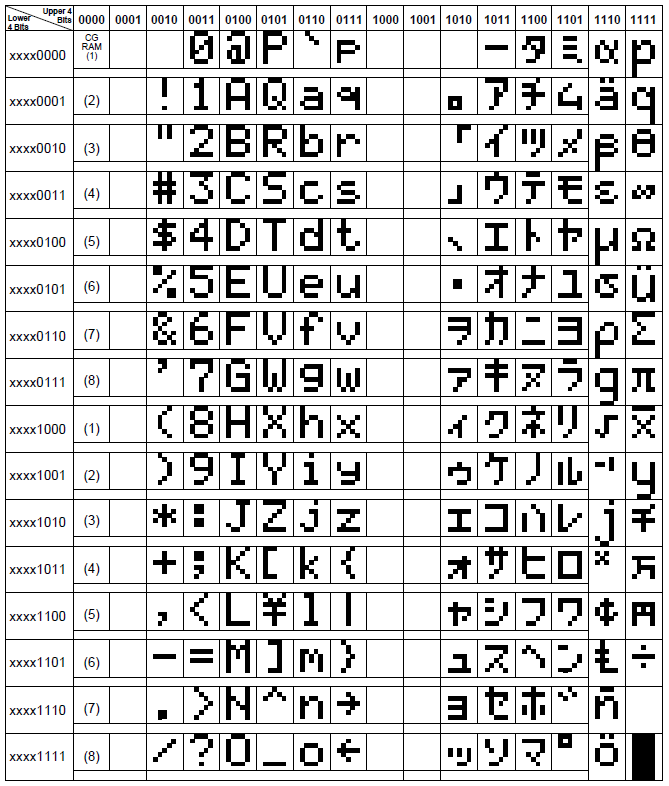 Upper 4 Bits Lower 4 Bits 0000 0001 0010 0011 0100 0101 0110 0111 1000 1001 1010 1011 1100 1101 1110 1111
xxxx0000 CG RAM (1) 0 @ P ` p ー タ ミ α p
xxxx0001 (2) ! 1 A Q a q 。 ア チ ム ä q
xxxx0010 (3) " 2 B R b r 「 イ ツ メ β θ
xxxx0011 (4) # 3 C S c s 」 ウ テ モ ε ∞
xxxx0100 (5) $ 4 D T d t 、 エ ト ヤ μ Ω
xxxx0101 (6) % 5 E U e u ・ オ ナ ユ σ ü
xxxx0110 (7) & 6 F V f v ヲ カ ニ ヨ ρ Σ
xxxx0111 (8) ' 7 G W g w ァ キ ヌ ラ g π
xxxx1000 (1) ( 8 H X h x ィ ク ネ リ √ x̄
xxxx1001 (2) ) 9 I Y i y ゥ ケ ノ ル ⁻¹ y
xxxx1010 (3) * : J Z j z ェ コ ハ レ j 千
xxxx1011 (4) + ; K [ k { ォ サ ヒ ロ ˣ 万
xxxx1100 (5) , < L ¥ l | ャ シ フ ワ ¢ 円
xxxx1101 (6) - = M ] m } ュ ス ヘ ン ₤ ÷
xxxx1110 (7) . > N ^ n → ョ セ ホ ゛ ñ
xxxx1111 (8) / ? O _ o ← ッ ソ マ ゜ ö █